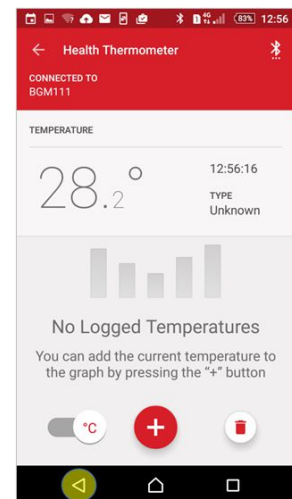 83% 12:56
Health Thermometer
CONNECTED TO
BGM111
TEMPERATURE
28.2°
12:56:16
TYPE
Unknown
No Logged Temperatures
You can add the current temperature to
the graph by pressing the “+” button
°C
+